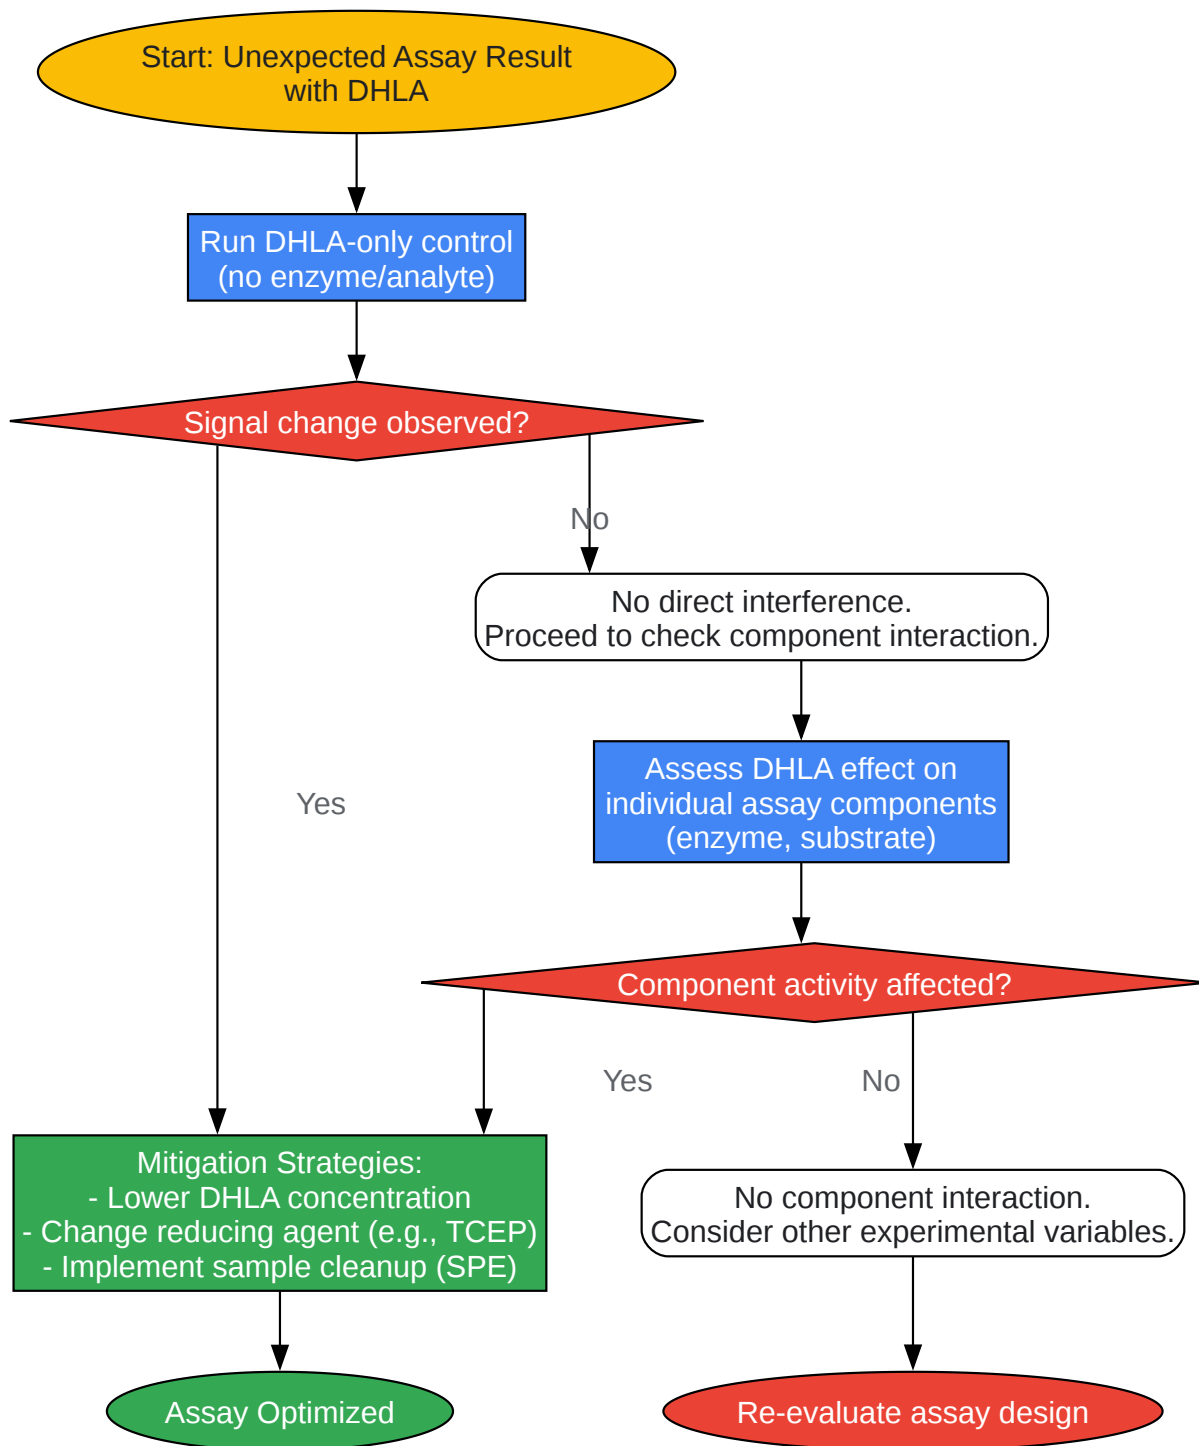 Start: Unexpected Assay Result
with DHLA
Run DHLA-only control
(no enzyme/analyte)
Signal change observed?
No
No direct interference.
Proceed to check component interaction.
Assess DHLA effect on
individual assay components
(enzyme, substrate)
Yes
Component activity affected?
Yes
No
Mitigation Strategies:
- Lower DHLA concentration
- Change reducing agent (e.g., TCEP)
- Implement sample cleanup (SPE)
No component interaction.
Consider other experimental variables.
Assay Optimized
Re-evaluate assay design